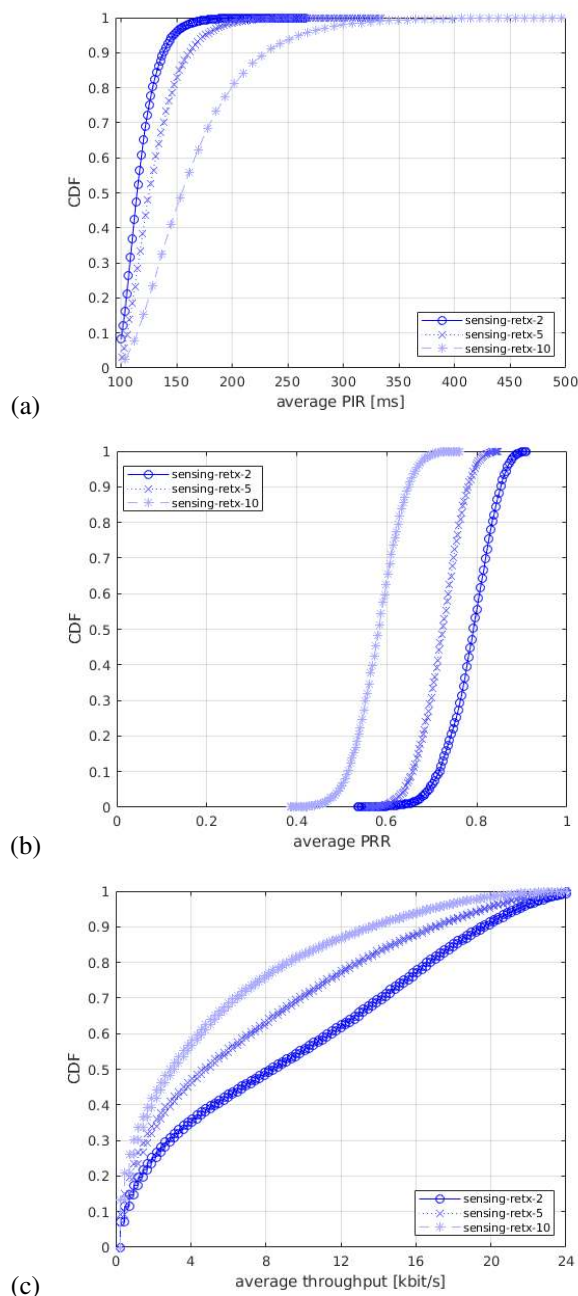 1
0.9
0.8
0.7
0.6
0.5
0.4
0.3
0.2
0.1
0
CDF
sensing-retx-2
sensing-retx-5
sensing-retx-10
100 150 200 250 300 350 400 450 500
average PIR [ms]
(a)
1
0.9
0.8
0.7
0.6
0.5
0.4
0.3
0.2
0.1
0
CDF
sensing-retx-2
sensing-retx-5
sensing-retx-10
0 0.2 0.4 0.6 0.8 1
average PRR
(b)
1
0.9
0.8
0.7
0.6
0.5
0.4
0.3
0.2
0.1
0
CDF
sensing-retx-2
sensing-retx-5
sensing-retx-10
0 4 8 12 16 20 24
average throughput [kbit/s]
(c)